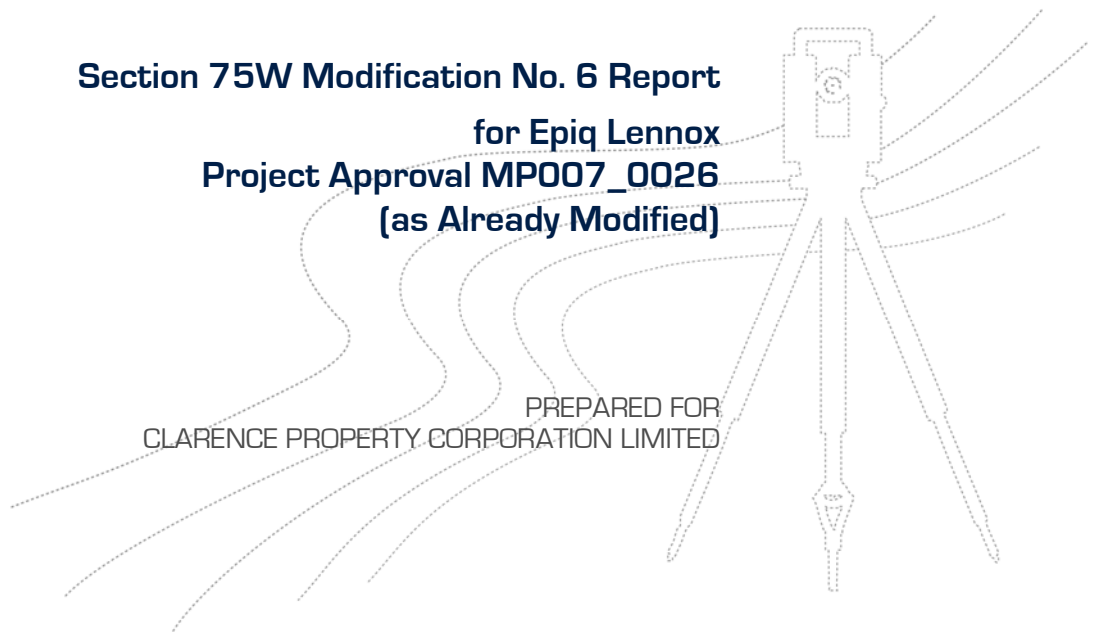 Section 75W Modification No. 6 Report
for Epiq Lennox
Project Approval MP007_0026
(as Already Modified)
PREPARED FOR
CLARENCE PROPERTY CORPORATION LIMITED